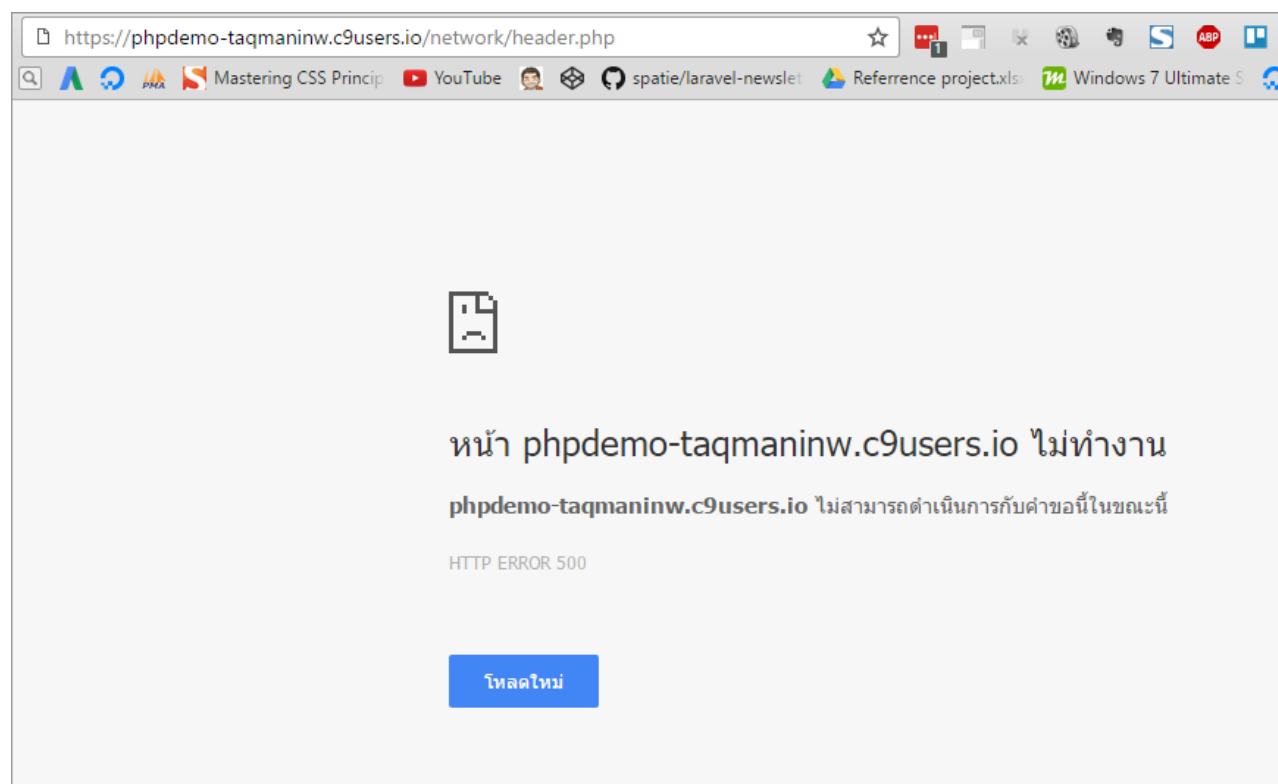 https://phpdemo-taqmaninw.c9users.io/network/header.php
1 ABP
PMA Mastering CSS Princip YouTube spatie/laravel-newslet Referrence project.xls Windows 7 Ultimate S
หน้า phpdemo-taqmaninw.c9users.io ไม่ทำงาน
phpdemo-taqmaninw.c9users.io ไม่สามารถดำเนินการกับคำขอนี้ในขณะนี้
HTTP ERROR 500
โหลดใหม่